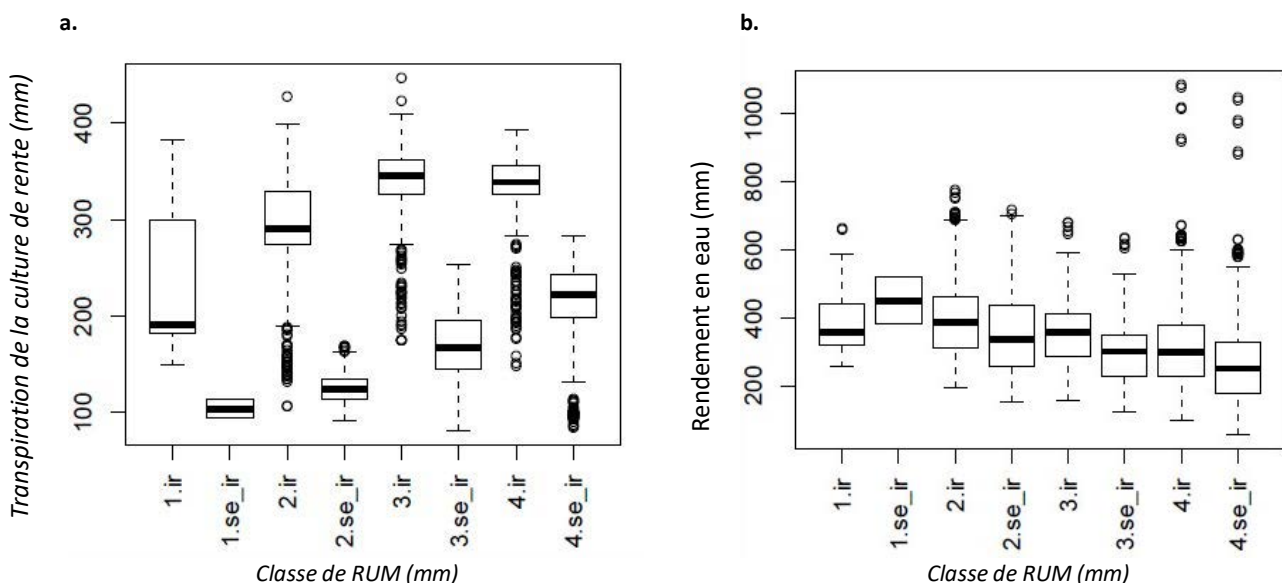 a.
Transpiration de la culture de rente (mm)
400
300
200
100
1.ir
1.se_ir
2.ir
2.se_ir
3.ir
3.se_ir
4.ir
4.se_ir
Classe de RUM (mm)
b.
Rendement en eau (mm)
1000
800
600
400
200
1.ir
1.se_ir
2.ir
2.se_ir
3.ir
3.se_ir
4.ir
4.se_ir
Classe de RUM (mm)